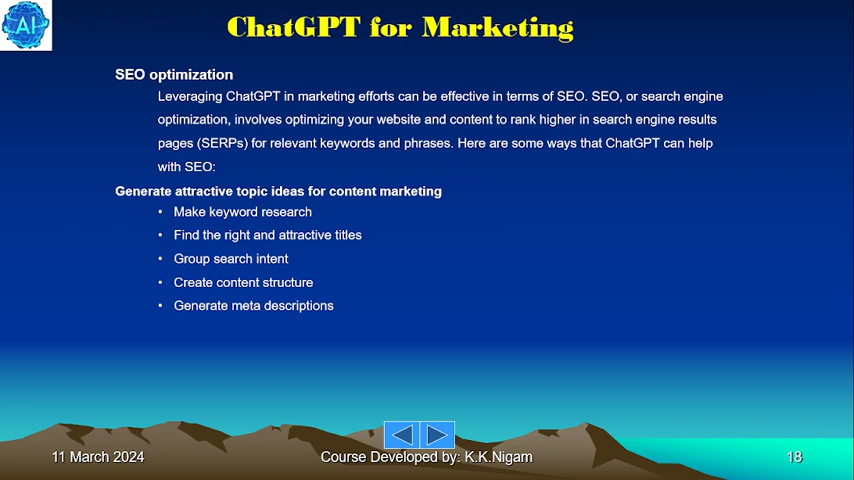 AI
ChatGPT for Marketing
SEO optimization
Leveraging ChatGPT in marketing efforts can be effective in terms of SEO. SEO, or search engine
optimization, involves optimizing your website and content to rank higher in search engine results
pages (SERPs) for relevant keywords and phrases. Here are some ways that ChatGPT can help
with SEO:
Generate attractive topic ideas for content marketing
• Make keyword research
• Find the right and attractive titles
• Group search intent
• Create content structure
• Generate meta descriptions
11 March 2024
Course Developed by: K.K.Nigam
18